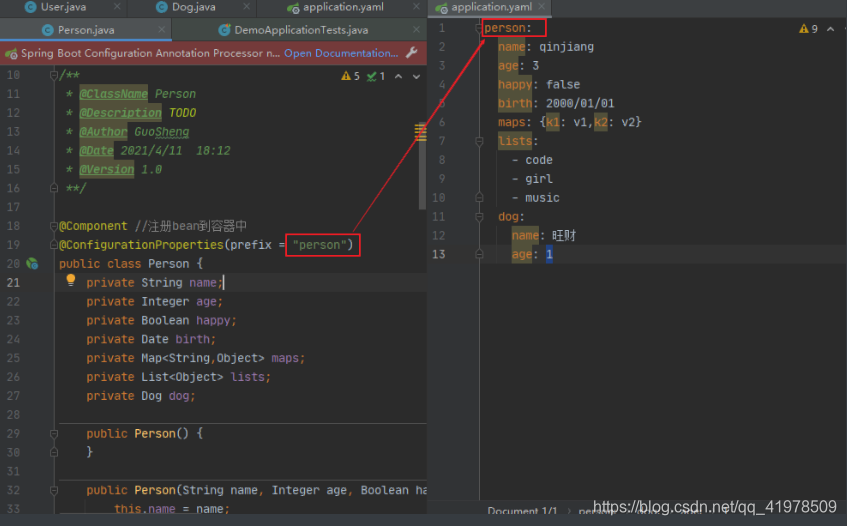 User.java
Dog.java
application.yaml
application.yaml
Person.java
DemoApplicationTests.java
Spring Boot Configuration Annotation Processor n... Open Documentation...
10 /**
11 * @ClassName Person
12 * @Description TODO
13 * @Author GuoSheng
14 * @Date 2021/4/11 18:12
15 * @Version 1.0
16 **/
17
18 @Component //注册bean到容器中
19 @ConfigurationProperties(prefix = "person")
20 public class Person {
21 private String name;
22 private Integer age;
23 private Boolean happy;
24 private Date birth;
25 private Map<String,Object> maps;
26 private List<Object> lists;
27 private Dog dog;
28
29 public Person() {
30 }
31
32 public Person(String name, Integer age, Boolean ha
33 this.name = name;
5 1
1 person:
2 name: qinjiang
3 age: 3
4 happy: false
5 birth: 2000/01/01
6 maps: {k1: v1,k2: v2}
7 lists:
8 - code
9 - girl
10 - music
11 dog:
12 name: 旺财
13 age: 1
9
Document 1/1
https://blog.csdn.net/qq_41978509